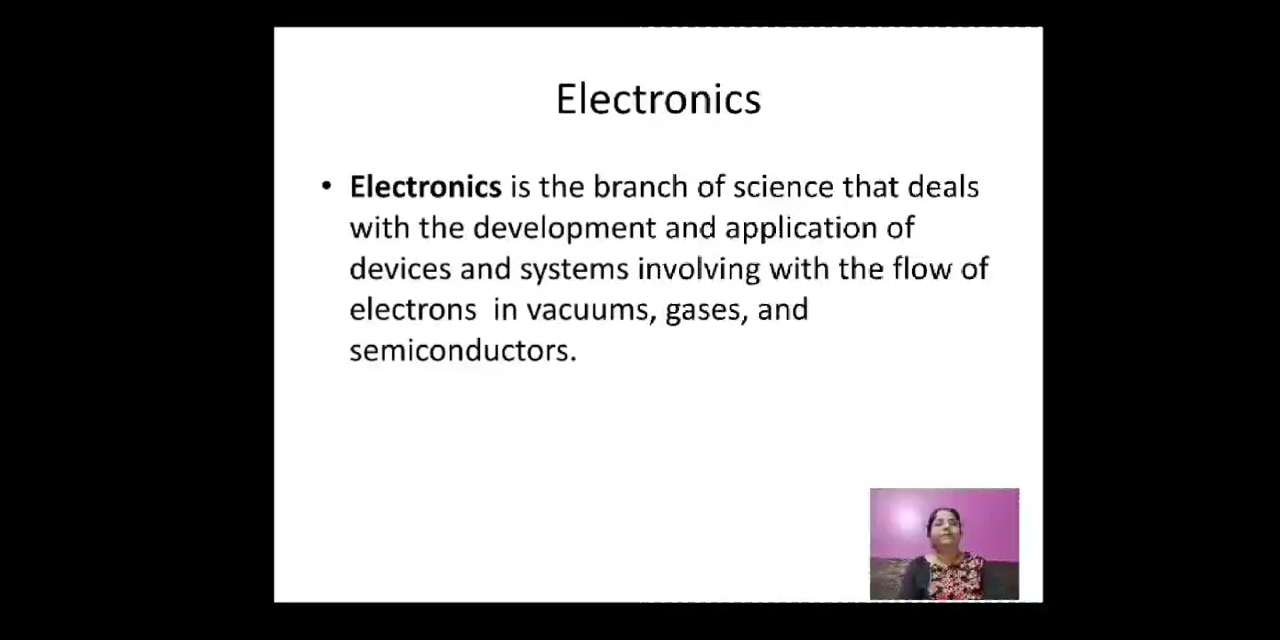 Electronics
• Electronics is the branch of science that deals
with the development and application of
devices and systems involving with the flow of
electrons  in vacuums, gases, and
semiconductors.